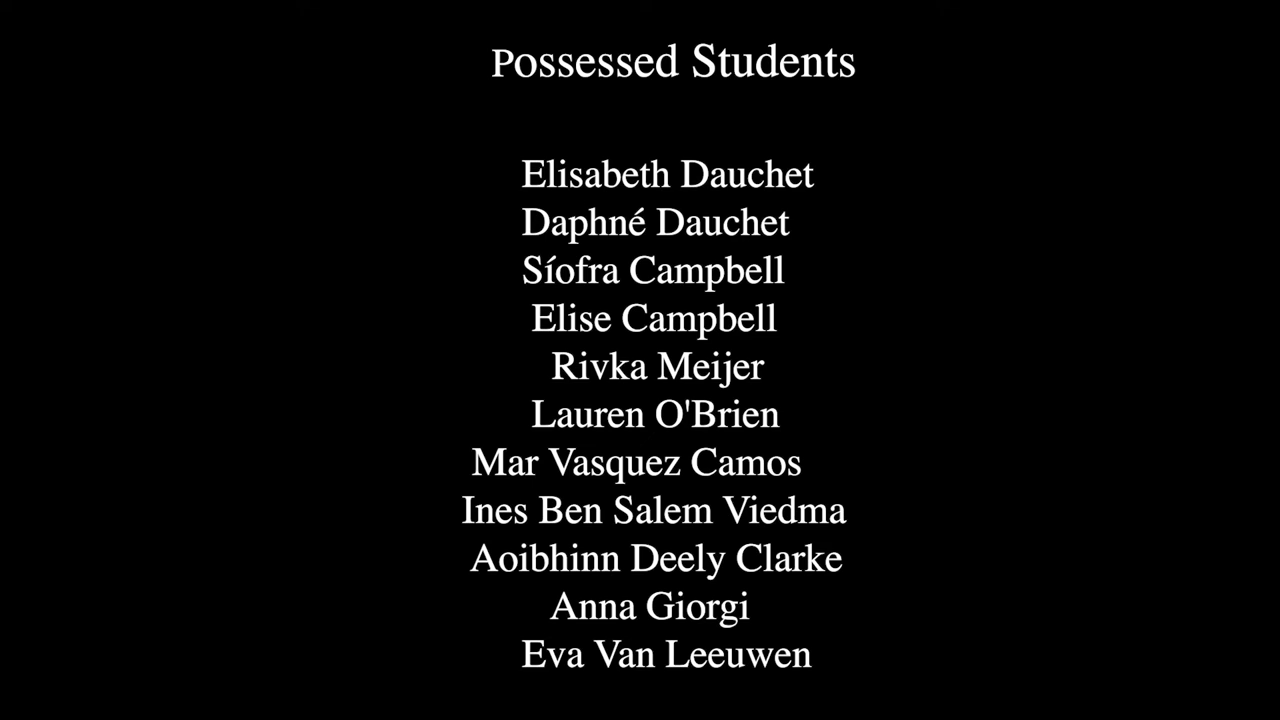 Possessed Students
Elisabeth Dauchet
Daphné Dauchet
Síofra Campbell
Elise Campbell
Rivka Meijer
Lauren O'Brien
Mar Vasquez Camos
Ines Ben Salem Viedma
Aoibhinn Deely Clarke
Anna Giorgi
Eva Van Leeuwen